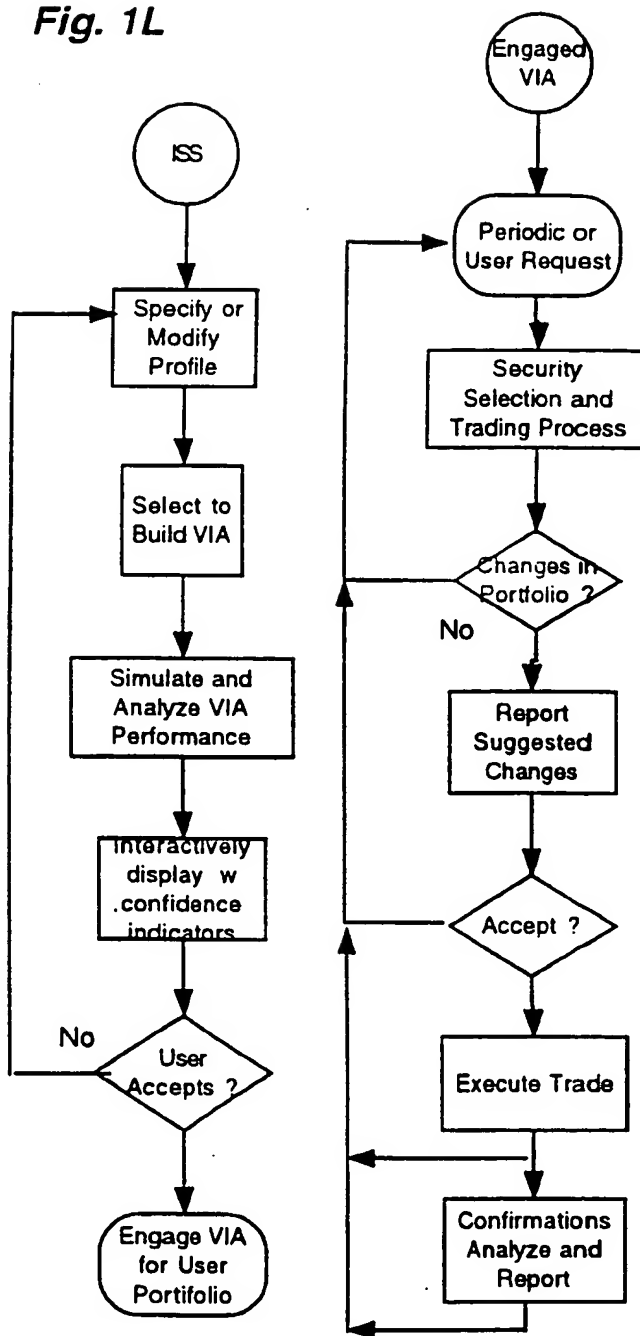 Fig. 1L
ISS
Specify or
Modify
Profile
Select to
Build VIA
Simulate and
Analyze VIA
Performance
Interactively
display w
.confidence
indicators
No
User
Accepts ?
Engage VIA
for User
Portifolio
Engaged
VIA
Periodic or
User Request
Security
Selection and
Trading Process
Changes in
Portfolio ?
No
Report
Suggested
Changes
Accept ?
Execute Trade
Confirmations
Analyze and
Report